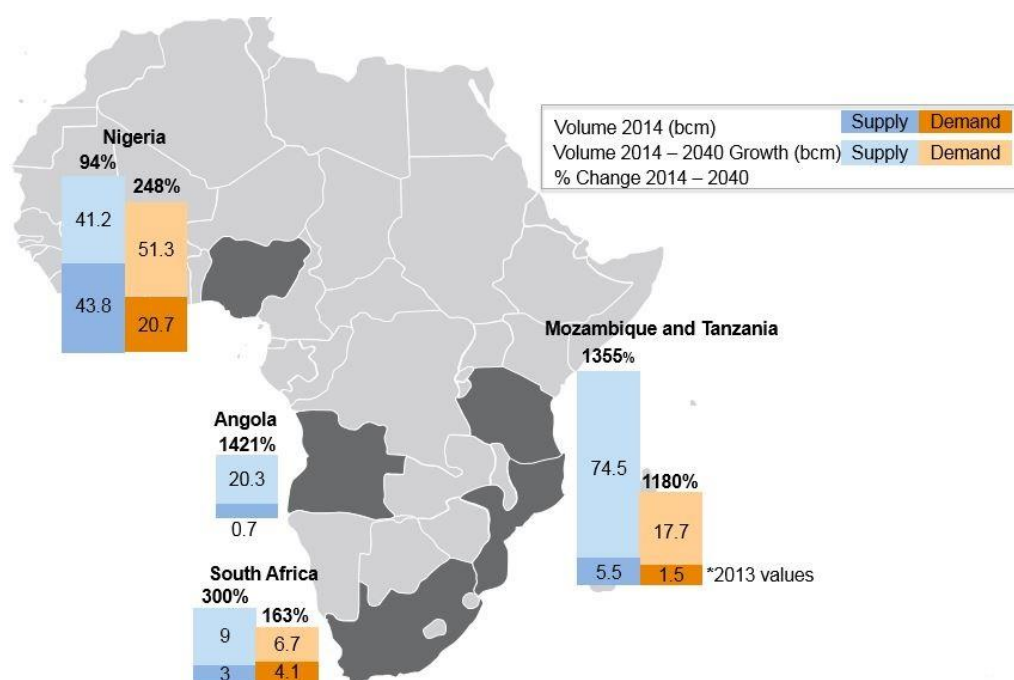 Volume 2014 (bcm) Supply Demand
Volume 2014 – 2040 Growth (bcm) Supply Demand
% Change 2014 – 2040
Nigeria
94%
248%
41.2
51.3
43.8
20.7
Mozambique and Tanzania
1355%
74.5
1180%
17.7
5.5
1.5
*2013 values
Angola
1421%
20.3
0.7
South Africa
300%
163%
9
6.7
3
4.1